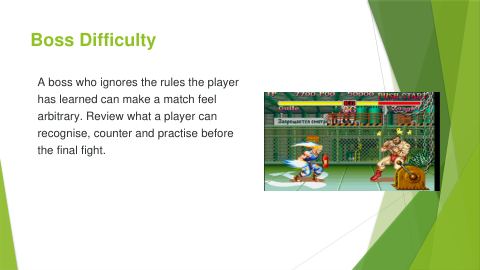 Boss Difficulty
A boss who ignores the rules the player
has learned can make a match feel
arbitrary. Review what a player can
recognise, counter and practise before
the final fight.
50000
Guile